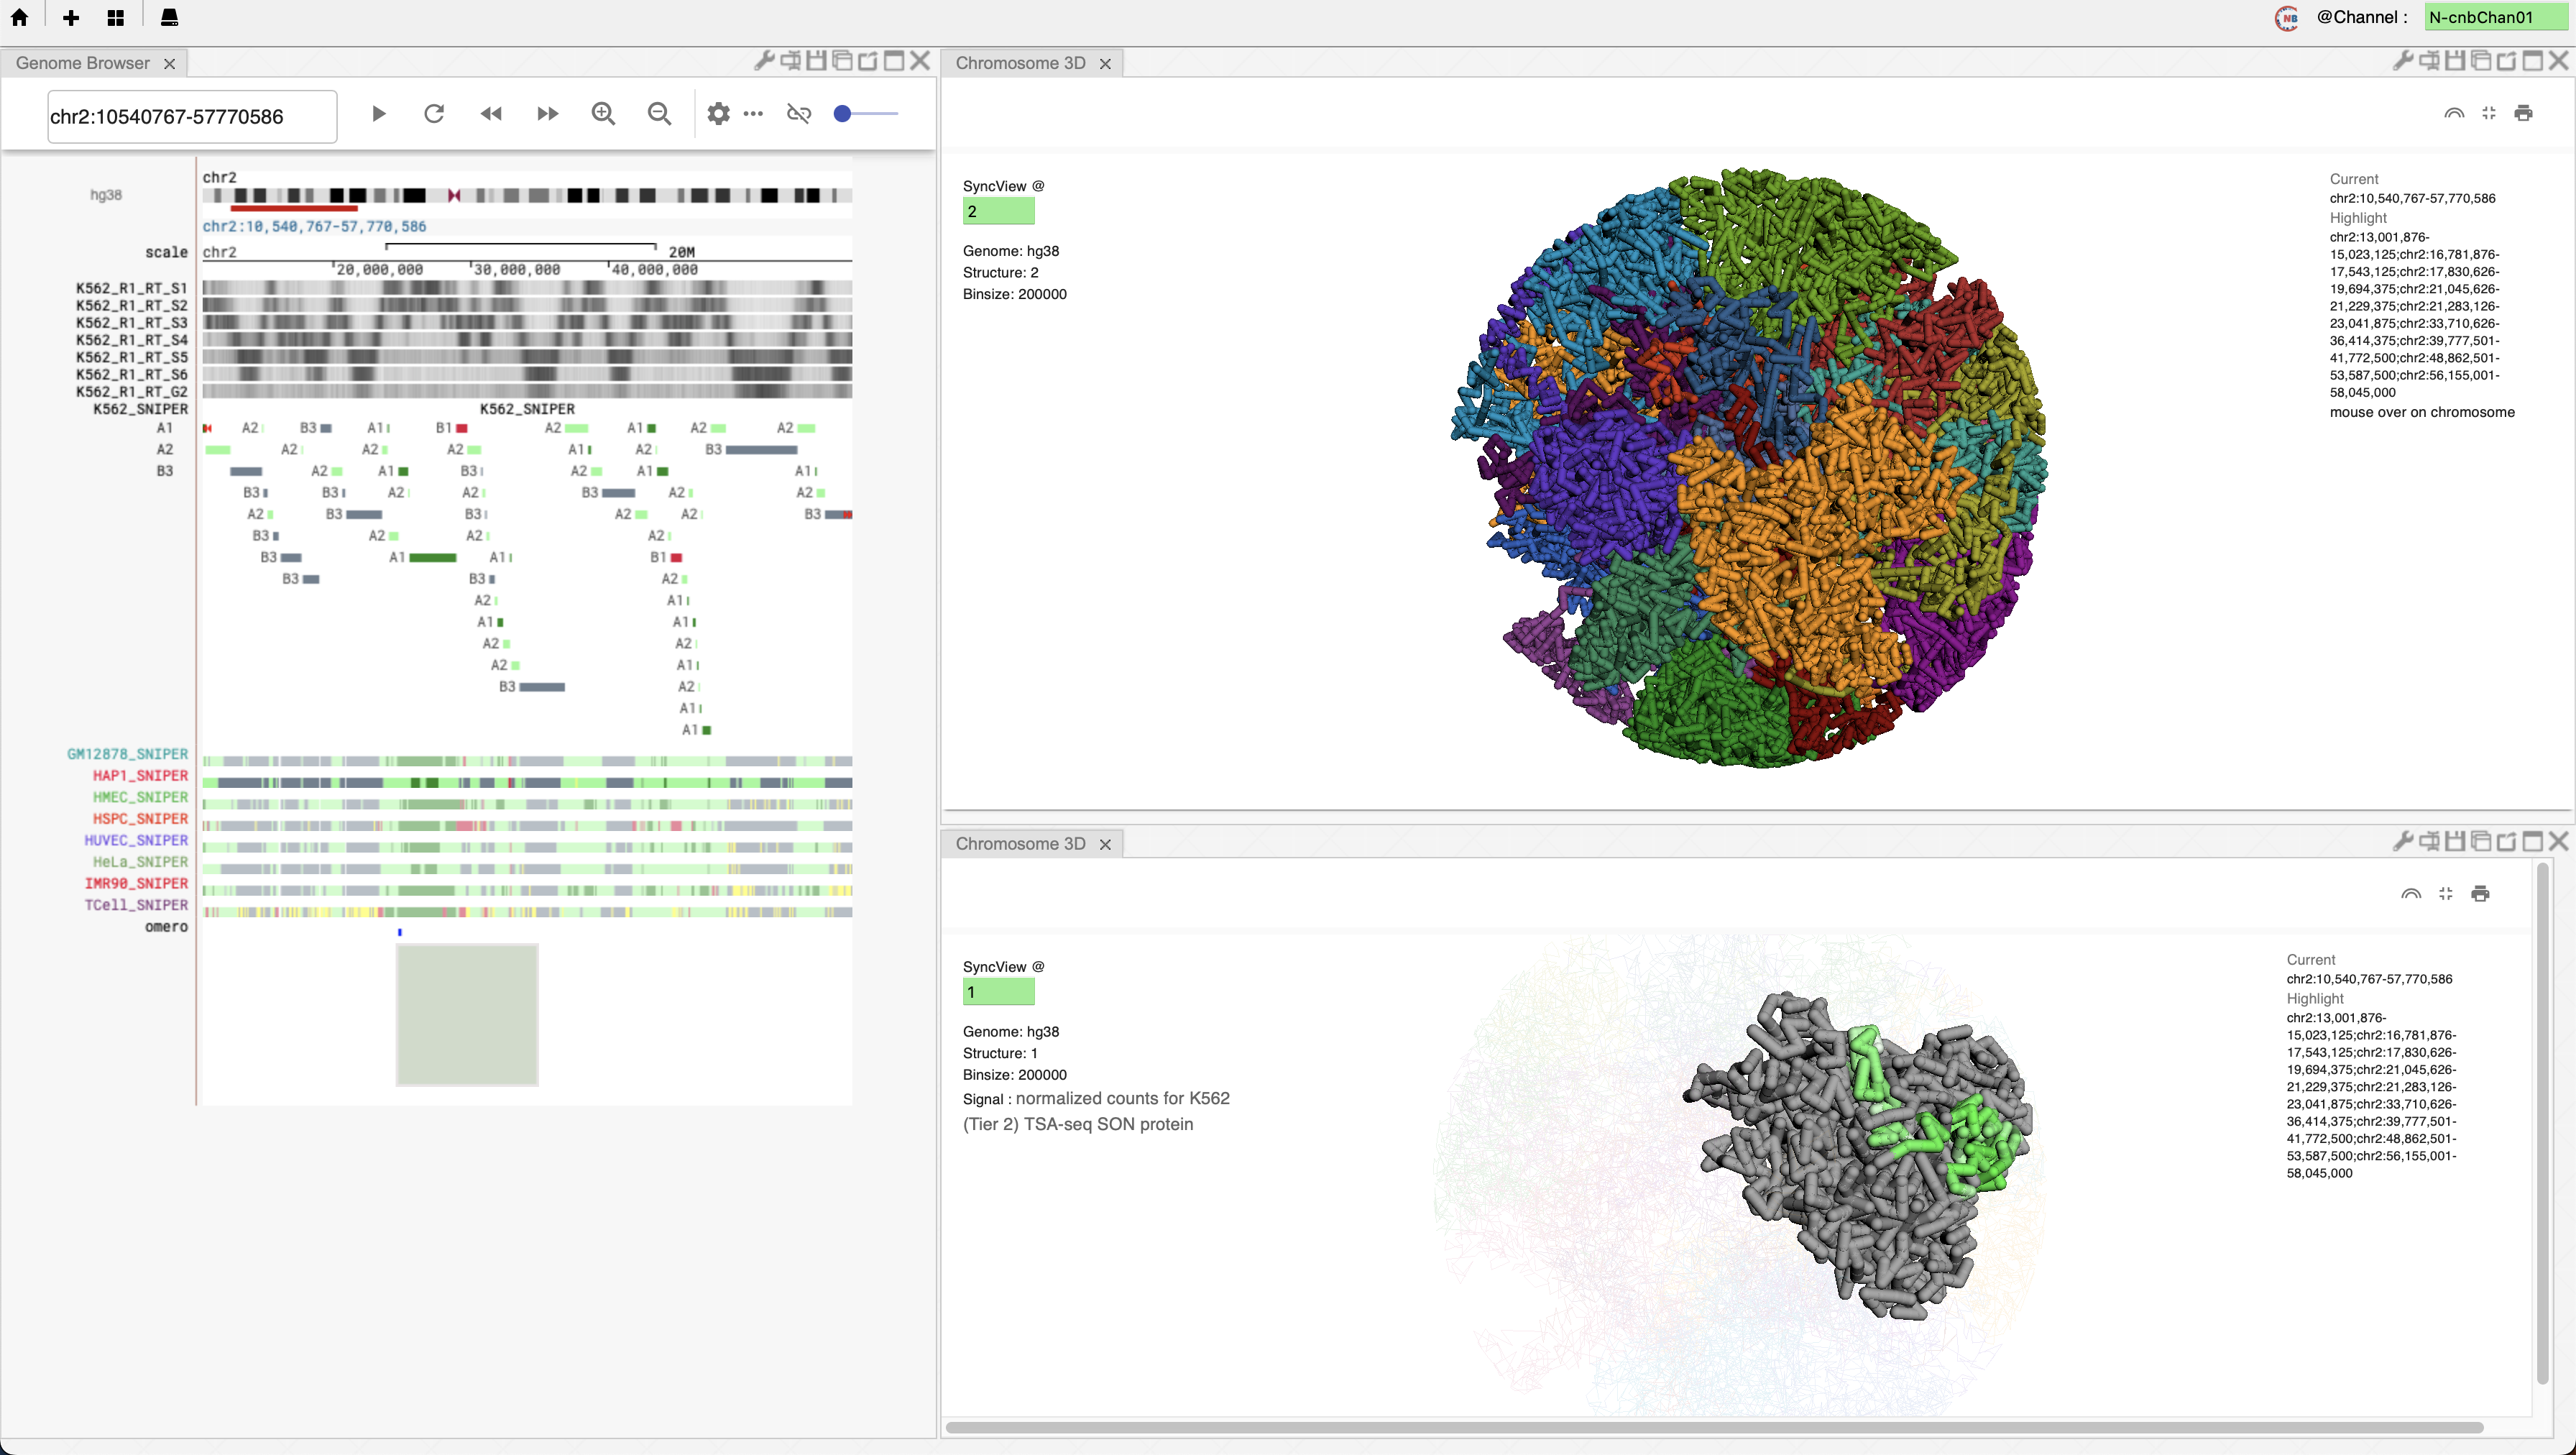 @Channel :
N-cnbChan01
Genome Browser
chr2:10540767-57770586
hg38
chr2
chr2:10,540,767-57,770,586
scale
chr2
20M
20,000,000
30,000,000
40,000,000
K562_R1_RT_S1
K562_R1_RT_S2
K562_R1_RT_S3
K562_R1_RT_S4
K562_R1_RT_S5
K562_R1_RT_S6
K562_R1_RT_G2
K562_SNIPER
K562_SNIPER
A1 A2 B3 A1 B1 A2 A1 A2 A2
A2 A2 A2 A2 A1 A2 B3
B3 A2 A1 B3 A2 A1 A1
B3 B3 A2 A2 B3 A2 A2
A2 B3 B3 A2 A2 B3
B3 A2 A2 A2
B3 A1 A1 B1
B3 B3 A2
A2 A1
A1 A1
A2 A2
A2 A1
B3 A2
A1
A1
GM12878_SNIPER
HAP1_SNIPER
HMEC_SNIPER
HSPC_SNIPER
HUVEC_SNIPER
HeLa_SNIPER
IMR90_SNIPER
TCell_SNIPER
omero
Chromosome 3D
SyncView @
2
Genome: hg38
Structure: 2
Binsize: 200000
Current
chr2:10,540,767-57,770,586
Highlight
chr2:13,001,876-
15,023,125;chr2:16,781,876-
17,543,125;chr2:17,830,626-
19,694,375;chr2:21,045,626-
21,229,375;chr2:21,283,126-
23,041,875;chr2:33,710,626-
36,414,375;chr2:39,777,501-
41,772,500;chr2:48,862,501-
53,587,500;chr2:56,155,001-
58,045,000
mouse over on chromosome
Chromosome 3D
SyncView @
1
Genome: hg38
Structure: 1
Binsize: 200000
Signal : normalized counts for K562
(Tier 2) TSA-seq SON protein
Current
chr2:10,540,767-57,770,586
Highlight
chr2:13,001,876-
15,023,125;chr2:16,781,876-
17,543,125;chr2:17,830,626-
19,694,375;chr2:21,045,626-
21,229,375;chr2:21,283,126-
23,041,875;chr2:33,710,626-
36,414,375;chr2:39,777,501-
41,772,500;chr2:48,862,501-
53,587,500;chr2:56,155,001-
58,045,000